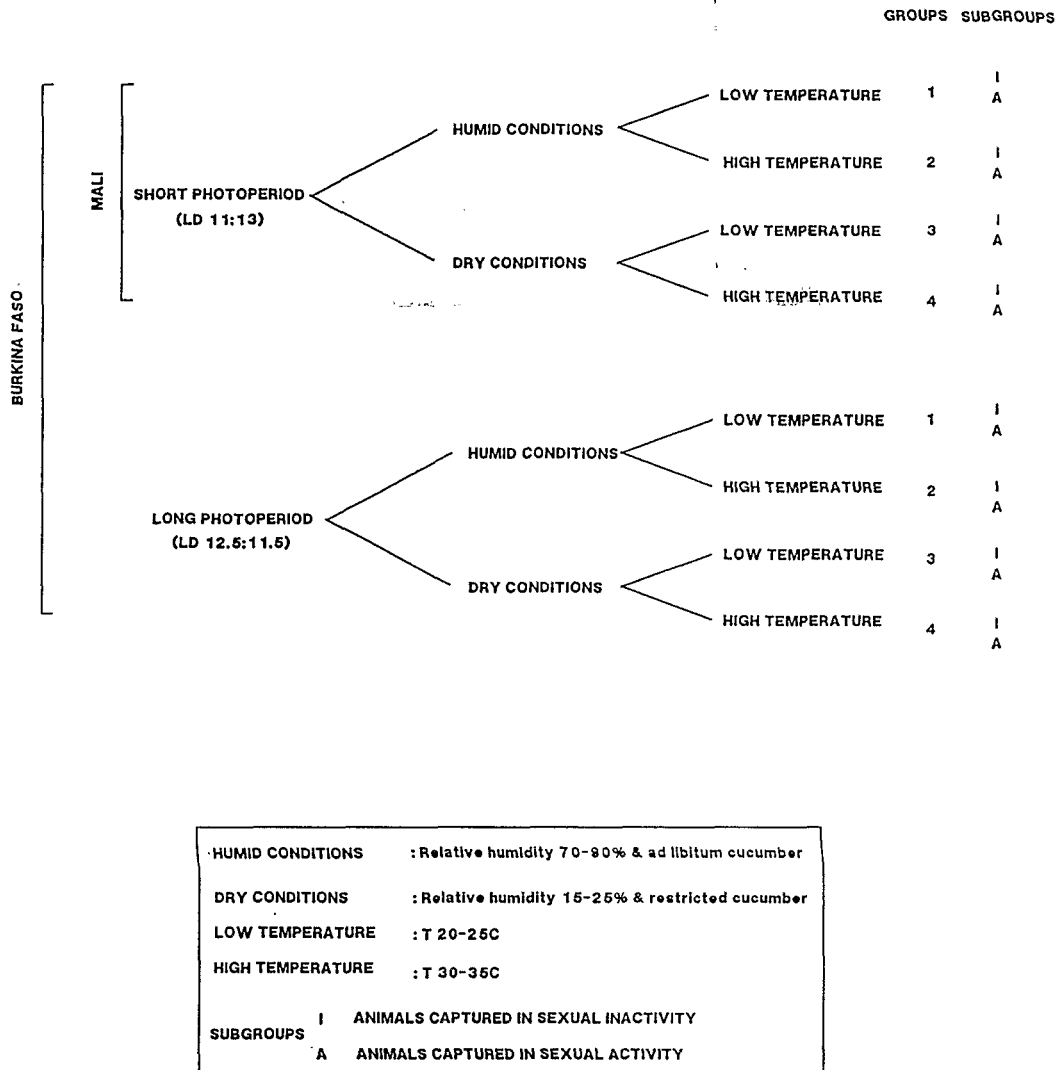 GROUPS SUBGROUPS
BURKINA FASO
MALI
SHORT PHOTOPERIOD
(LD 11:13)
HUMID CONDITIONS
LOW TEMPERATURE 1 I
A
HIGH TEMPERATURE 2 I
A
DRY CONDITIONS
LOW TEMPERATURE 3 I
A
HIGH TEMPERATURE 4 I
A
LONG PHOTOPERIOD
(LD 12.5:11.5)
HUMID CONDITIONS
LOW TEMPERATURE 1 I
A
HIGH TEMPERATURE 2 I
A
DRY CONDITIONS
LOW TEMPERATURE 3 I
A
HIGH TEMPERATURE 4 I
A
HUMID CONDITIONS : Relative humidity 70-90% & ad libitum cucumber
DRY CONDITIONS : Relative humidity 15-25% & restricted cucumber
LOW TEMPERATURE : T 20-25C
HIGH TEMPERATURE : T 30-35C
SUBGROUPS
I ANIMALS CAPTURED IN SEXUAL INACTIVITY
A ANIMALS CAPTURED IN SEXUAL ACTIVITY